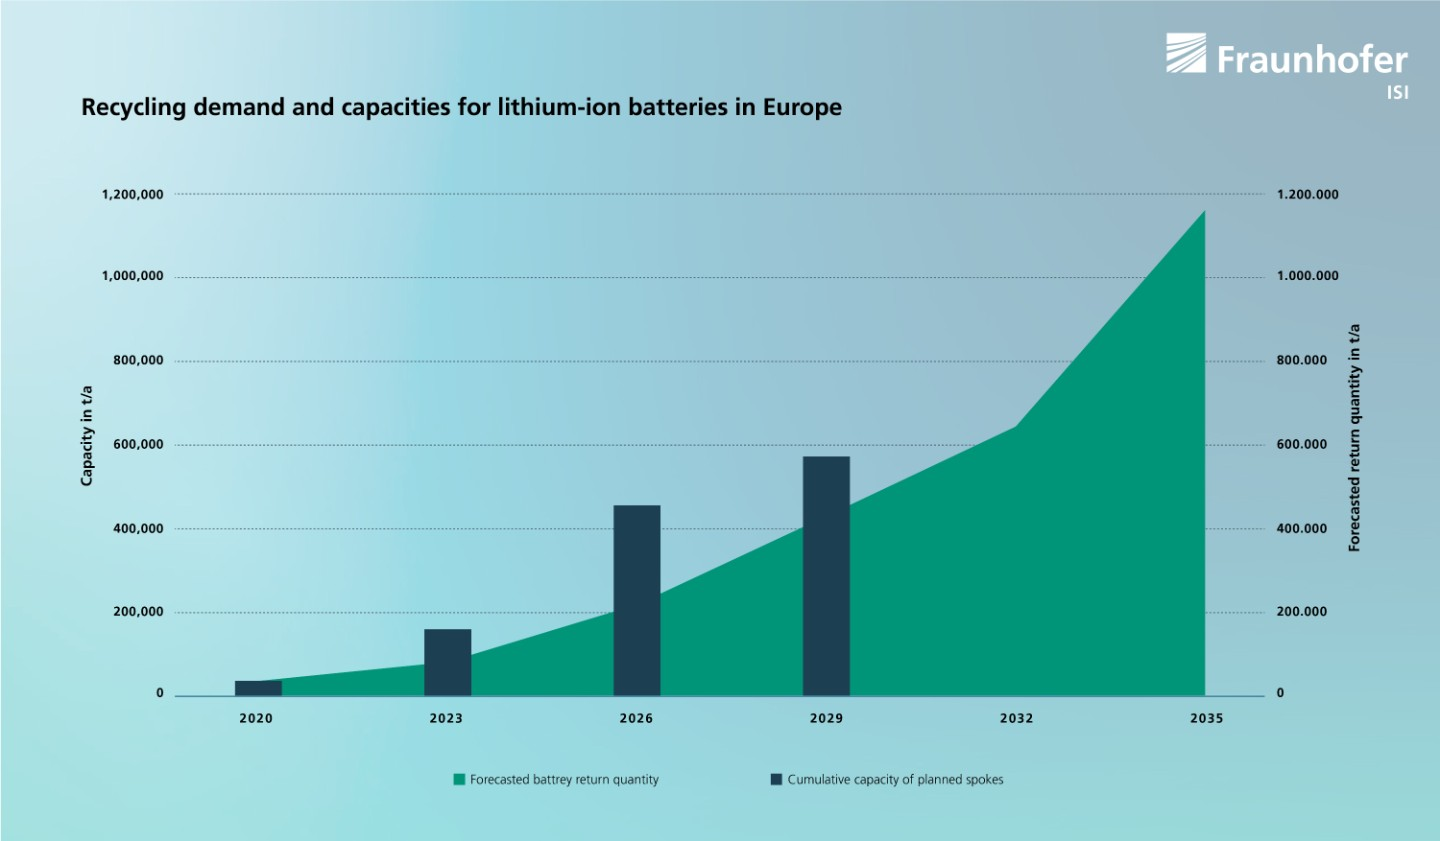 Fraunhofer
ISI
Recycling demand and capacities for lithium-ion batteries in Europe
Capacity in t/a
1,200,000
1,000,000
800,000
600,000
400,000
200,000
0
1.200.000
1.000.000
800.000
600.000
400.000
200.000
0
Forecasted return quantity in t/a
2020 2023 2026 2029 2032 2035
Forecasted battrey return quantity
Cumulative capacity of planned spokes